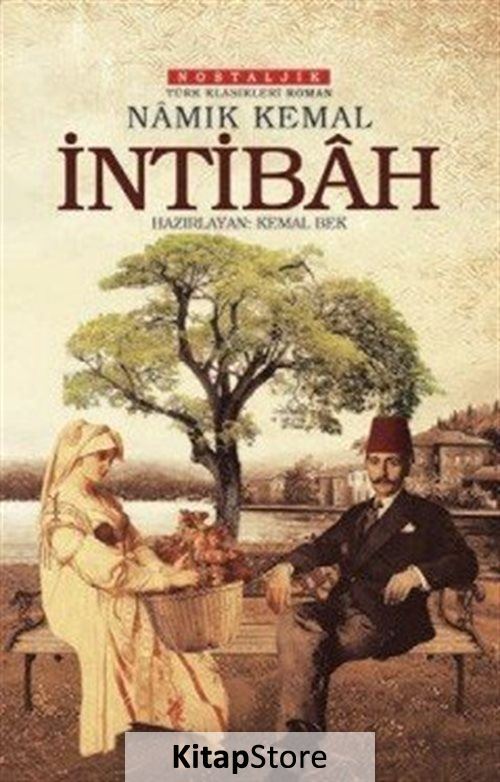 NOSTALJİK
TÜRK KLASİKLERİ ROMAN
NÂMIK KEMAL
İNTİBÂH
HAZIRLAYAN: KEMAL BEK
KitapStore